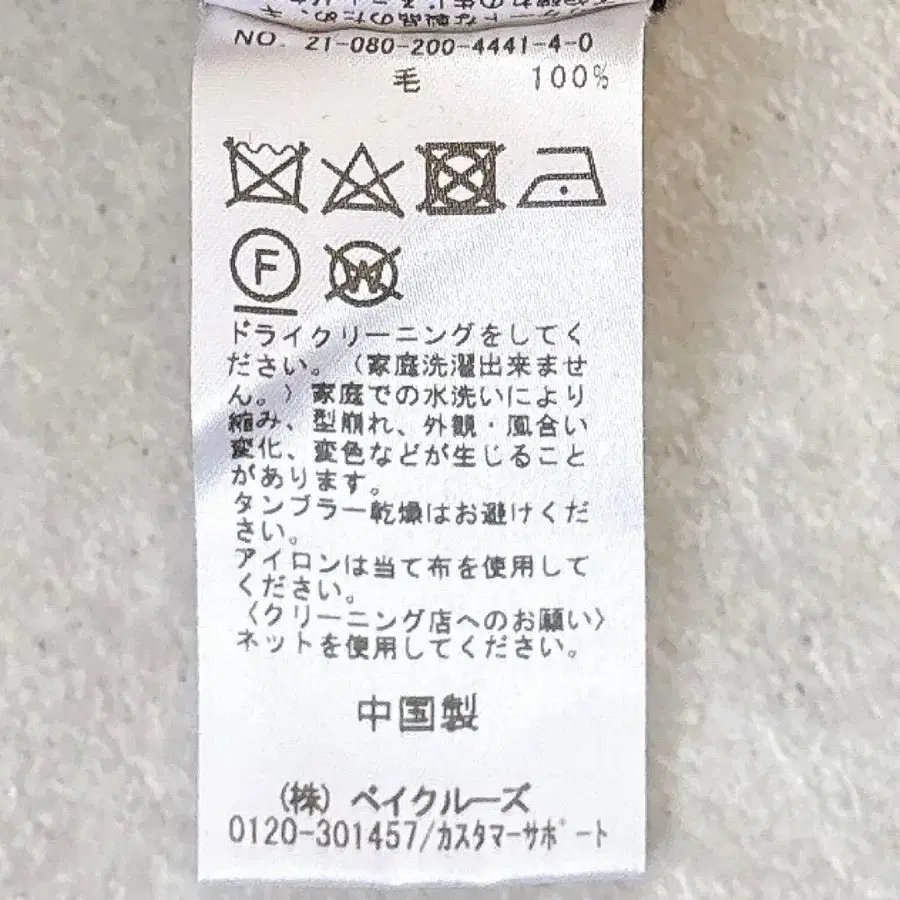 NO. 21-080-200-4441-4-0
毛 100%
F
W
ドライクリーニングをしてく
ださい。（家庭洗濯出来ませ
ん。）家庭での水洗いにより
縮み、型崩れ、外観・風合い
変化、変色などが生じること
があります。
タンブラー乾燥はお避けくだ
さい。
アイロンは当て布を使用して
ください。
〈クリーニング店へのお願い〉
ネットを使用してください。
中国製
(株) ベイクルーズ
0120-301457/カスタマーサポート